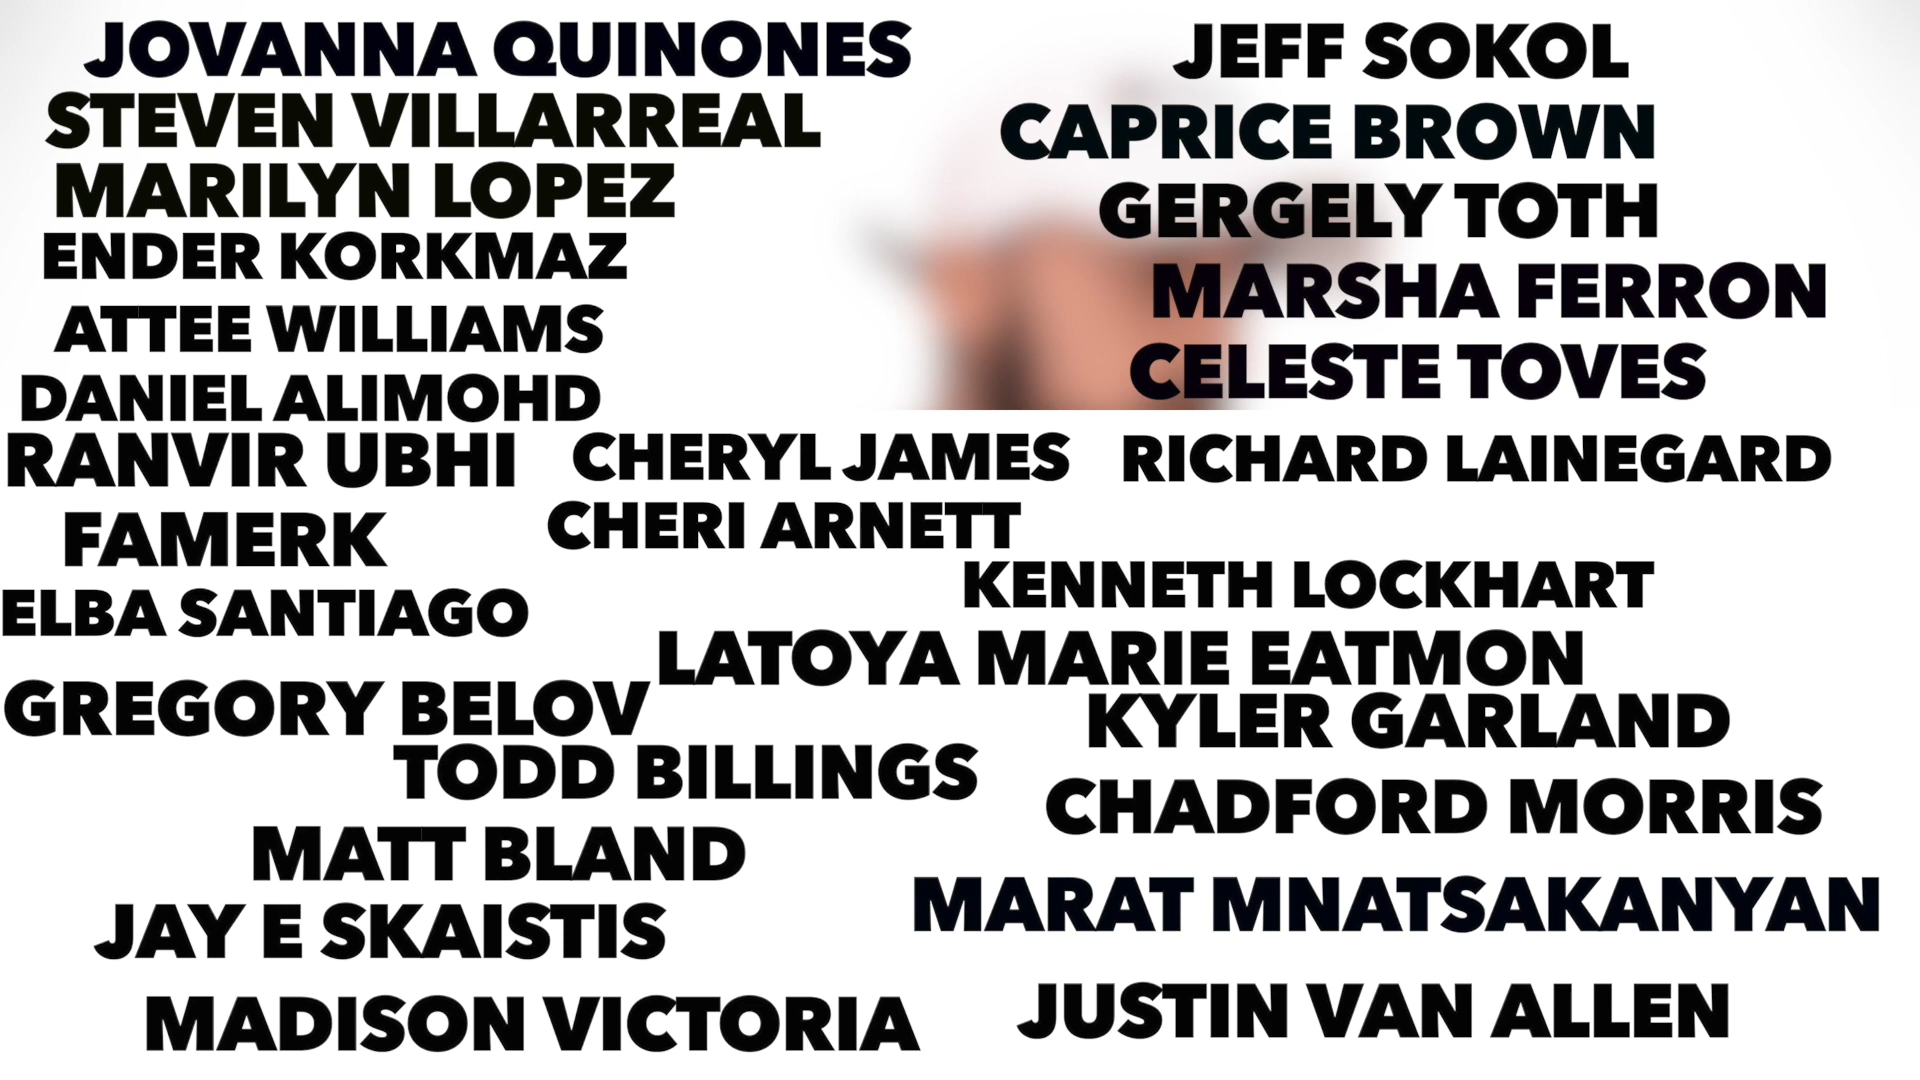 JOVANNA QUINONES
STEVEN VILLARREAL
MARILYN LOPEZ
ENDER KORKMAZ
ATTEE WILLIAMS
DANIEL ALIMOHD
RANVIR UBHI
FAMERK
ELBA SANTIAGO
GREGORY BELOV
TODD BILLINGS
MATT BLAND
JAY E SKAISTIS
MADISON VICTORIA
CHERYL JAMES
CHERI ARNETT
JEFF SOKOL
CAPRICE BROWN
GERGELY TOTH
MARSHA FERRON
CELESTE TOVES
RICHARD LAINEGARD
KENNETH LOCKHART
LATOYA MARIE EATMON
KYLER GARLAND
CHADFORD MORRIS
MARAT MNATSAKANYAN
JUSTIN VAN ALLEN